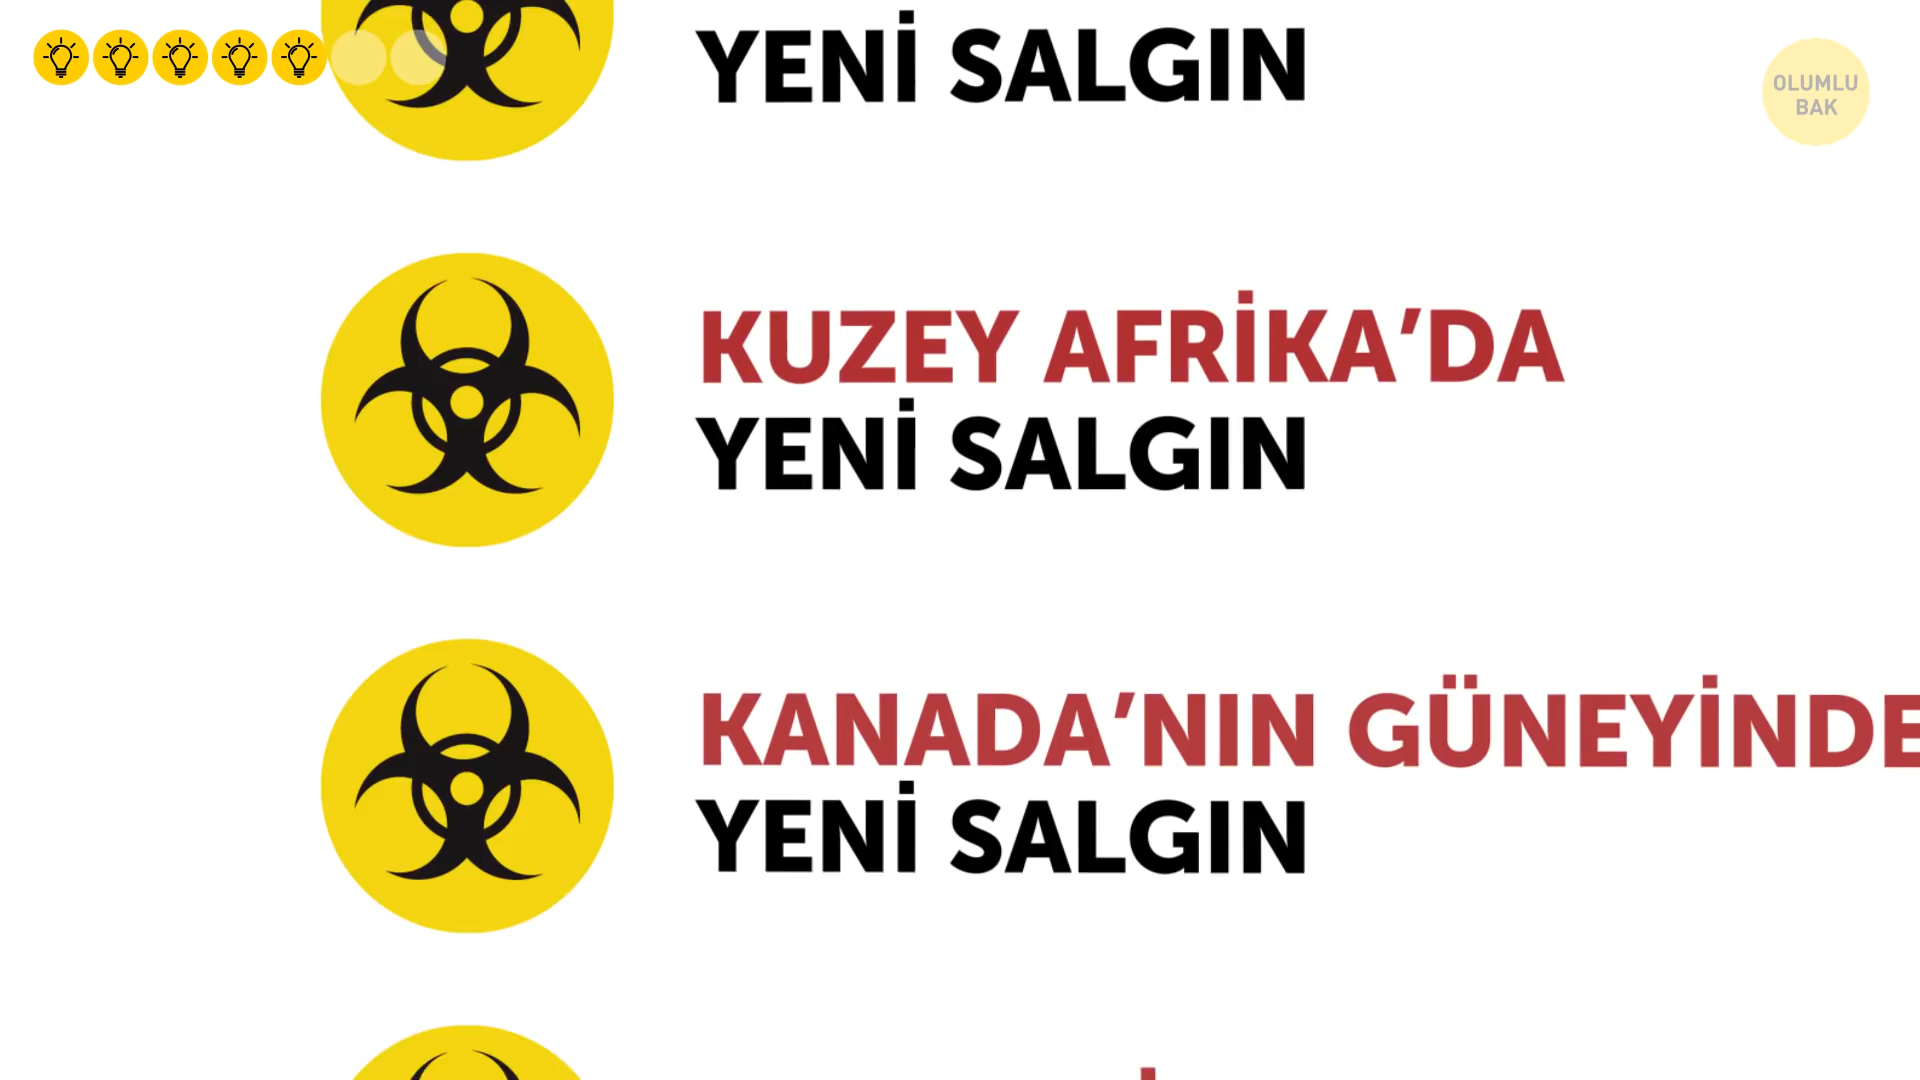 OLUMLU
BAK
YENİ SALGIN
KUZEY AFRİKA’DA
YENİ SALGIN
KANADA’NIN GÜNEYİNDE
YENİ SALGIN